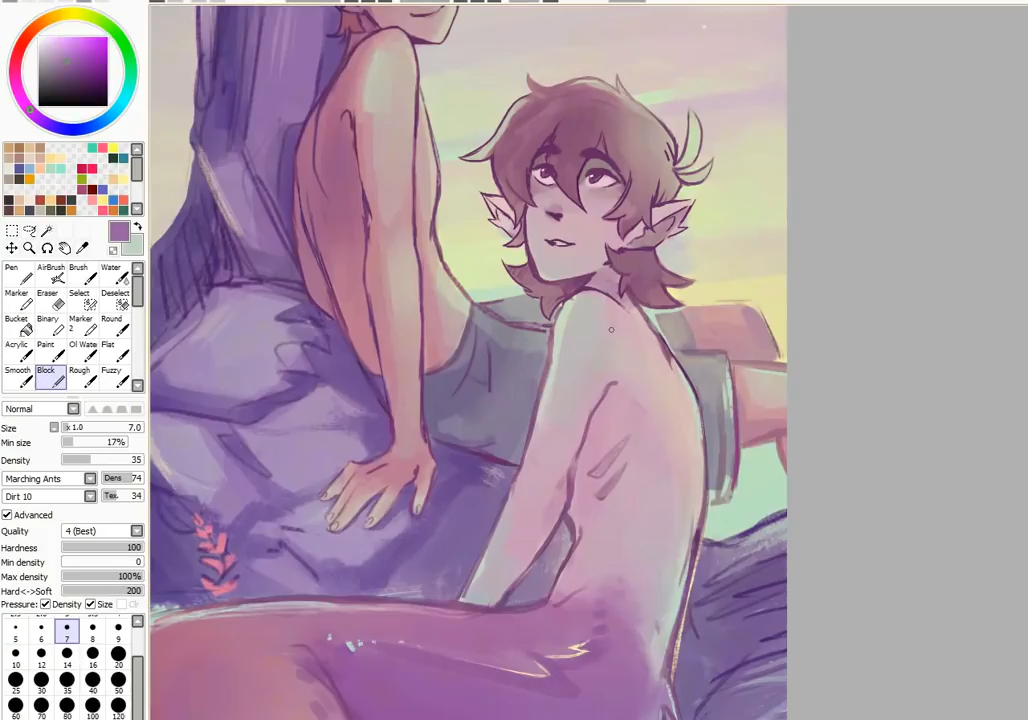 Pen AirBrush Brush Water
Marker Eraser Select Deselect
Bucket Binary Marker 2 Round
Acrylic Paint Oil Wate Flat
Smooth Block Rough Fuzzy
Normal
Size x 1.0 7.0
Min size 17%
Density 35
Marching Ants Dens 74
Dirt 10 Tex. 34
Advanced
Quality 4 (Best)
Hardness 100
Min density 0
Max density 100%
Hard<->Soft 200
Pressure: Density Size Clr
5 6 7 8 9
10 12 14 16 20
25 30 35 40 50
60 70 80 100 120